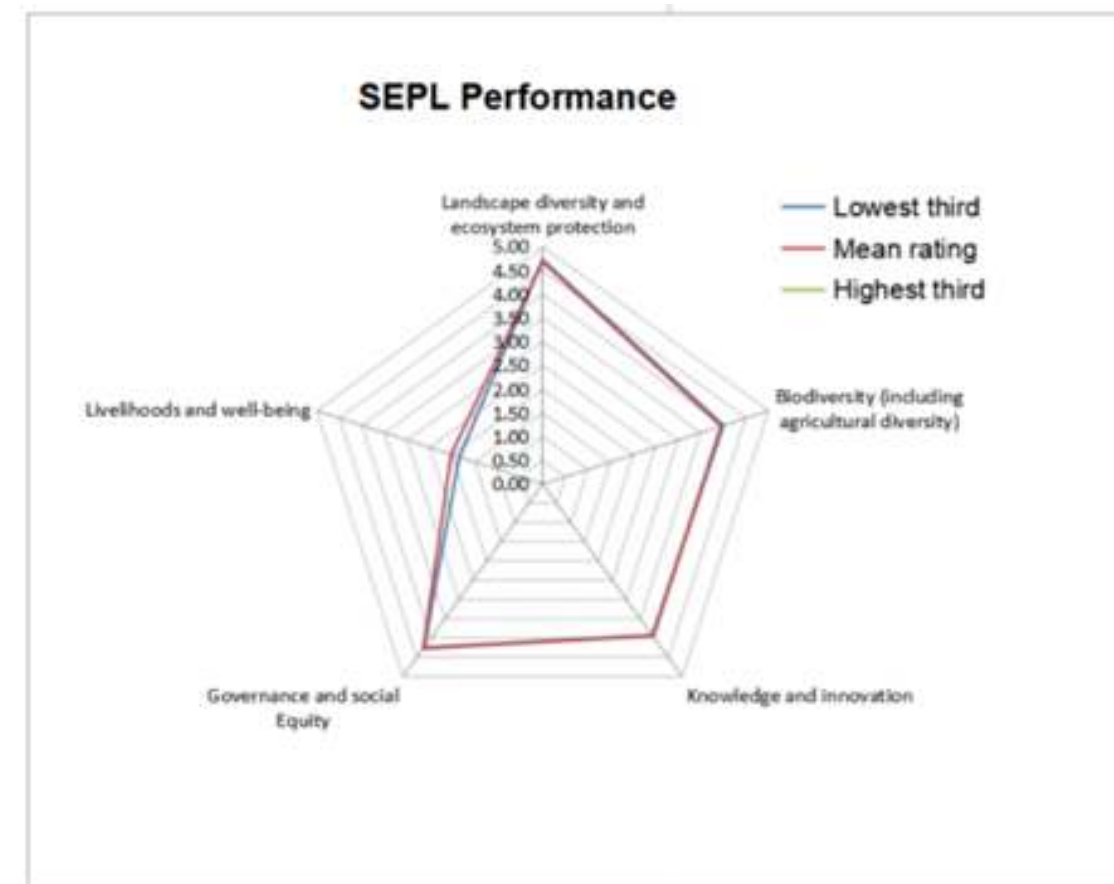 SEPL Performance
Landscape diversity and
ecosystem protection
Lowest third
Mean rating
Highest third
5.00
4.50
4.00
3.50
3.00
2.50
2.00
1.50
1.00
0.50
0.00
Biodiversity (including
agricultural diversity)
Livelihoods and well-being
Governance and social
Equity
Knowledge and innovation